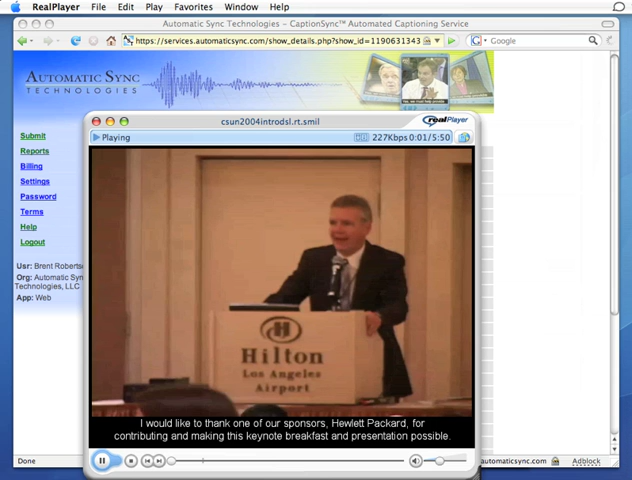 RealPlayer File Edit Play Favorites Window Help
Automatic Sync Technologies – CaptionSync™ Automated Captioning Service
https://services.automaticsync.com/show_details.php?show_id=1190631343
Google
AUTOMATIC SYNC
TECHNOLOGIES
csun2004introdsl.rt.smil
realPlayer
Playing
227Kbps 0:01/5:50
Submit
Reports
Billing
Settings
Password
Terms
Help
Logout
Usr: Brent Roberts
Org: Automatic Syn
Technologies, LLC
App: Web
Hilton
Los Angeles
Airport
I would like to thank one of our sponsors, Hewlett Packard, for
contributing and making this keynote breakfast and presentation possible.
Done
automaticsync.com
Adblock